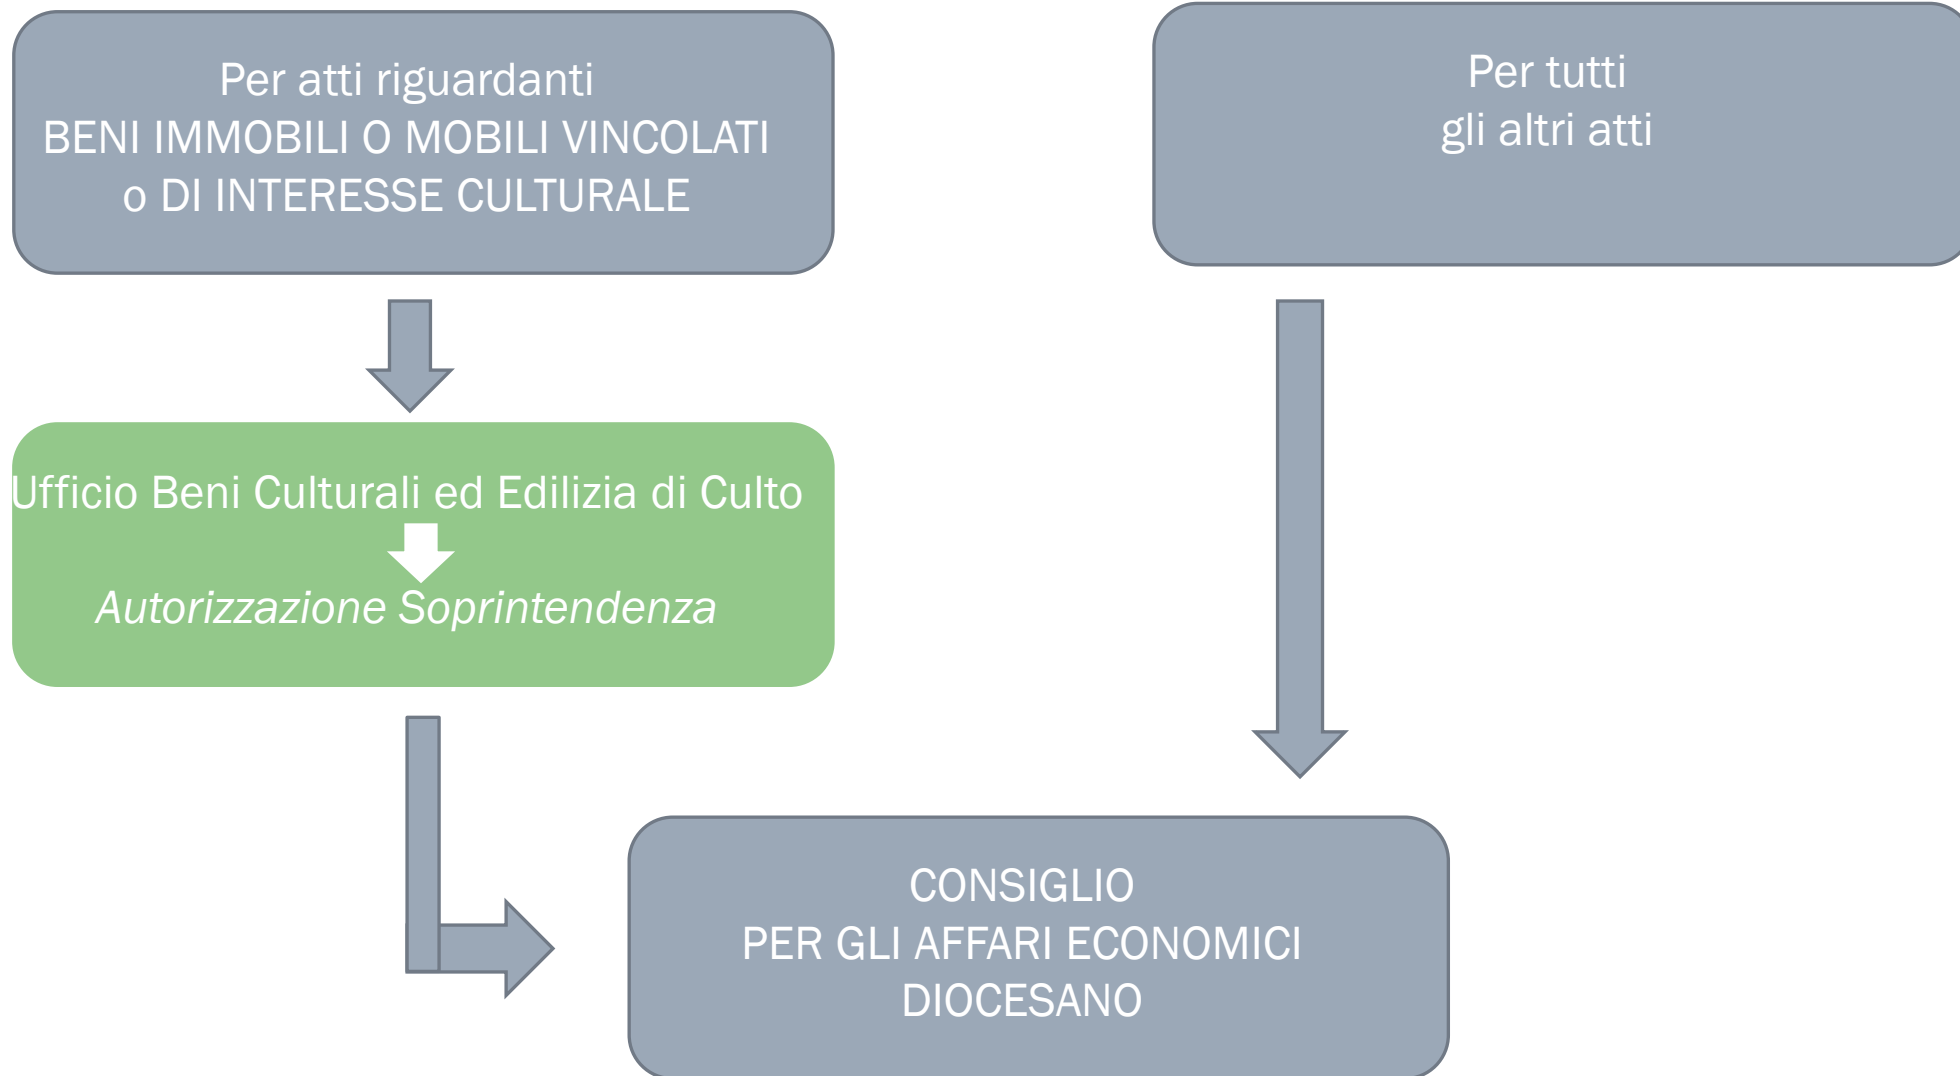 Per atti riguardanti
BENI IMMOBILI O MOBILI VINCOLATI
o DI INTERESSE CULTURALE
Per tutti
gli altri atti
Ufficio Beni Culturali ed Edilizia di Culto
Autorizzazione Soprintendenza
CONSIGLIO
PER GLI AFFARI ECONOMICI
DIOCESANO